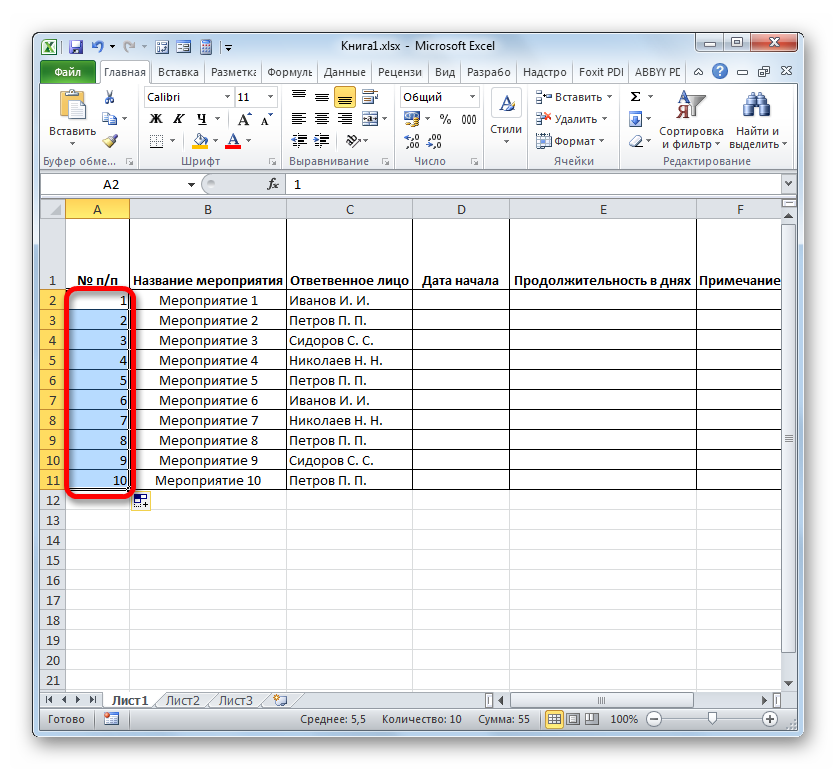 Книга1.xlsx - Microsoft Excel
Файл Главная Вставка Разметка Формуль Данные Рецензи Вид Разрабо Надстро Foxit PDI ABBYY PD
Calibri 11 Общий Вставить Σ
Ж К Ч А А % 000 Удалить
Вставить Стили Формат Сортировка и фильтр Найти и выделить
Буфер обме... Шрифт Выравнивание Число Ячейки Редактирование
A2 fx 1
A B C D E F
1 № п/п Название мероприятия Ответственное лицо Дата начала Продолжительность в днях Примечание
2 1 Мероприятие 1 Иванов И. И.
3 2 Мероприятие 2 Петров П. П.
4 3 Мероприятие 3 Сидоров С. С.
5 4 Мероприятие 4 Николаев Н. Н.
6 5 Мероприятие 5 Петров П. П.
7 6 Мероприятие 6 Иванов И. И.
8 7 Мероприятие 7 Николаев Н. Н.
9 8 Мероприятие 8 Петров П. П.
10 9 Мероприятие 9 Сидоров С. С.
11 10 Мероприятие 10 Петров П. П.
12
13
14
15
16
17
18
19
20
21
Лист1 Лист2 Лист3
Готово Среднее: 5,5 Количество: 10 Сумма: 55 100%